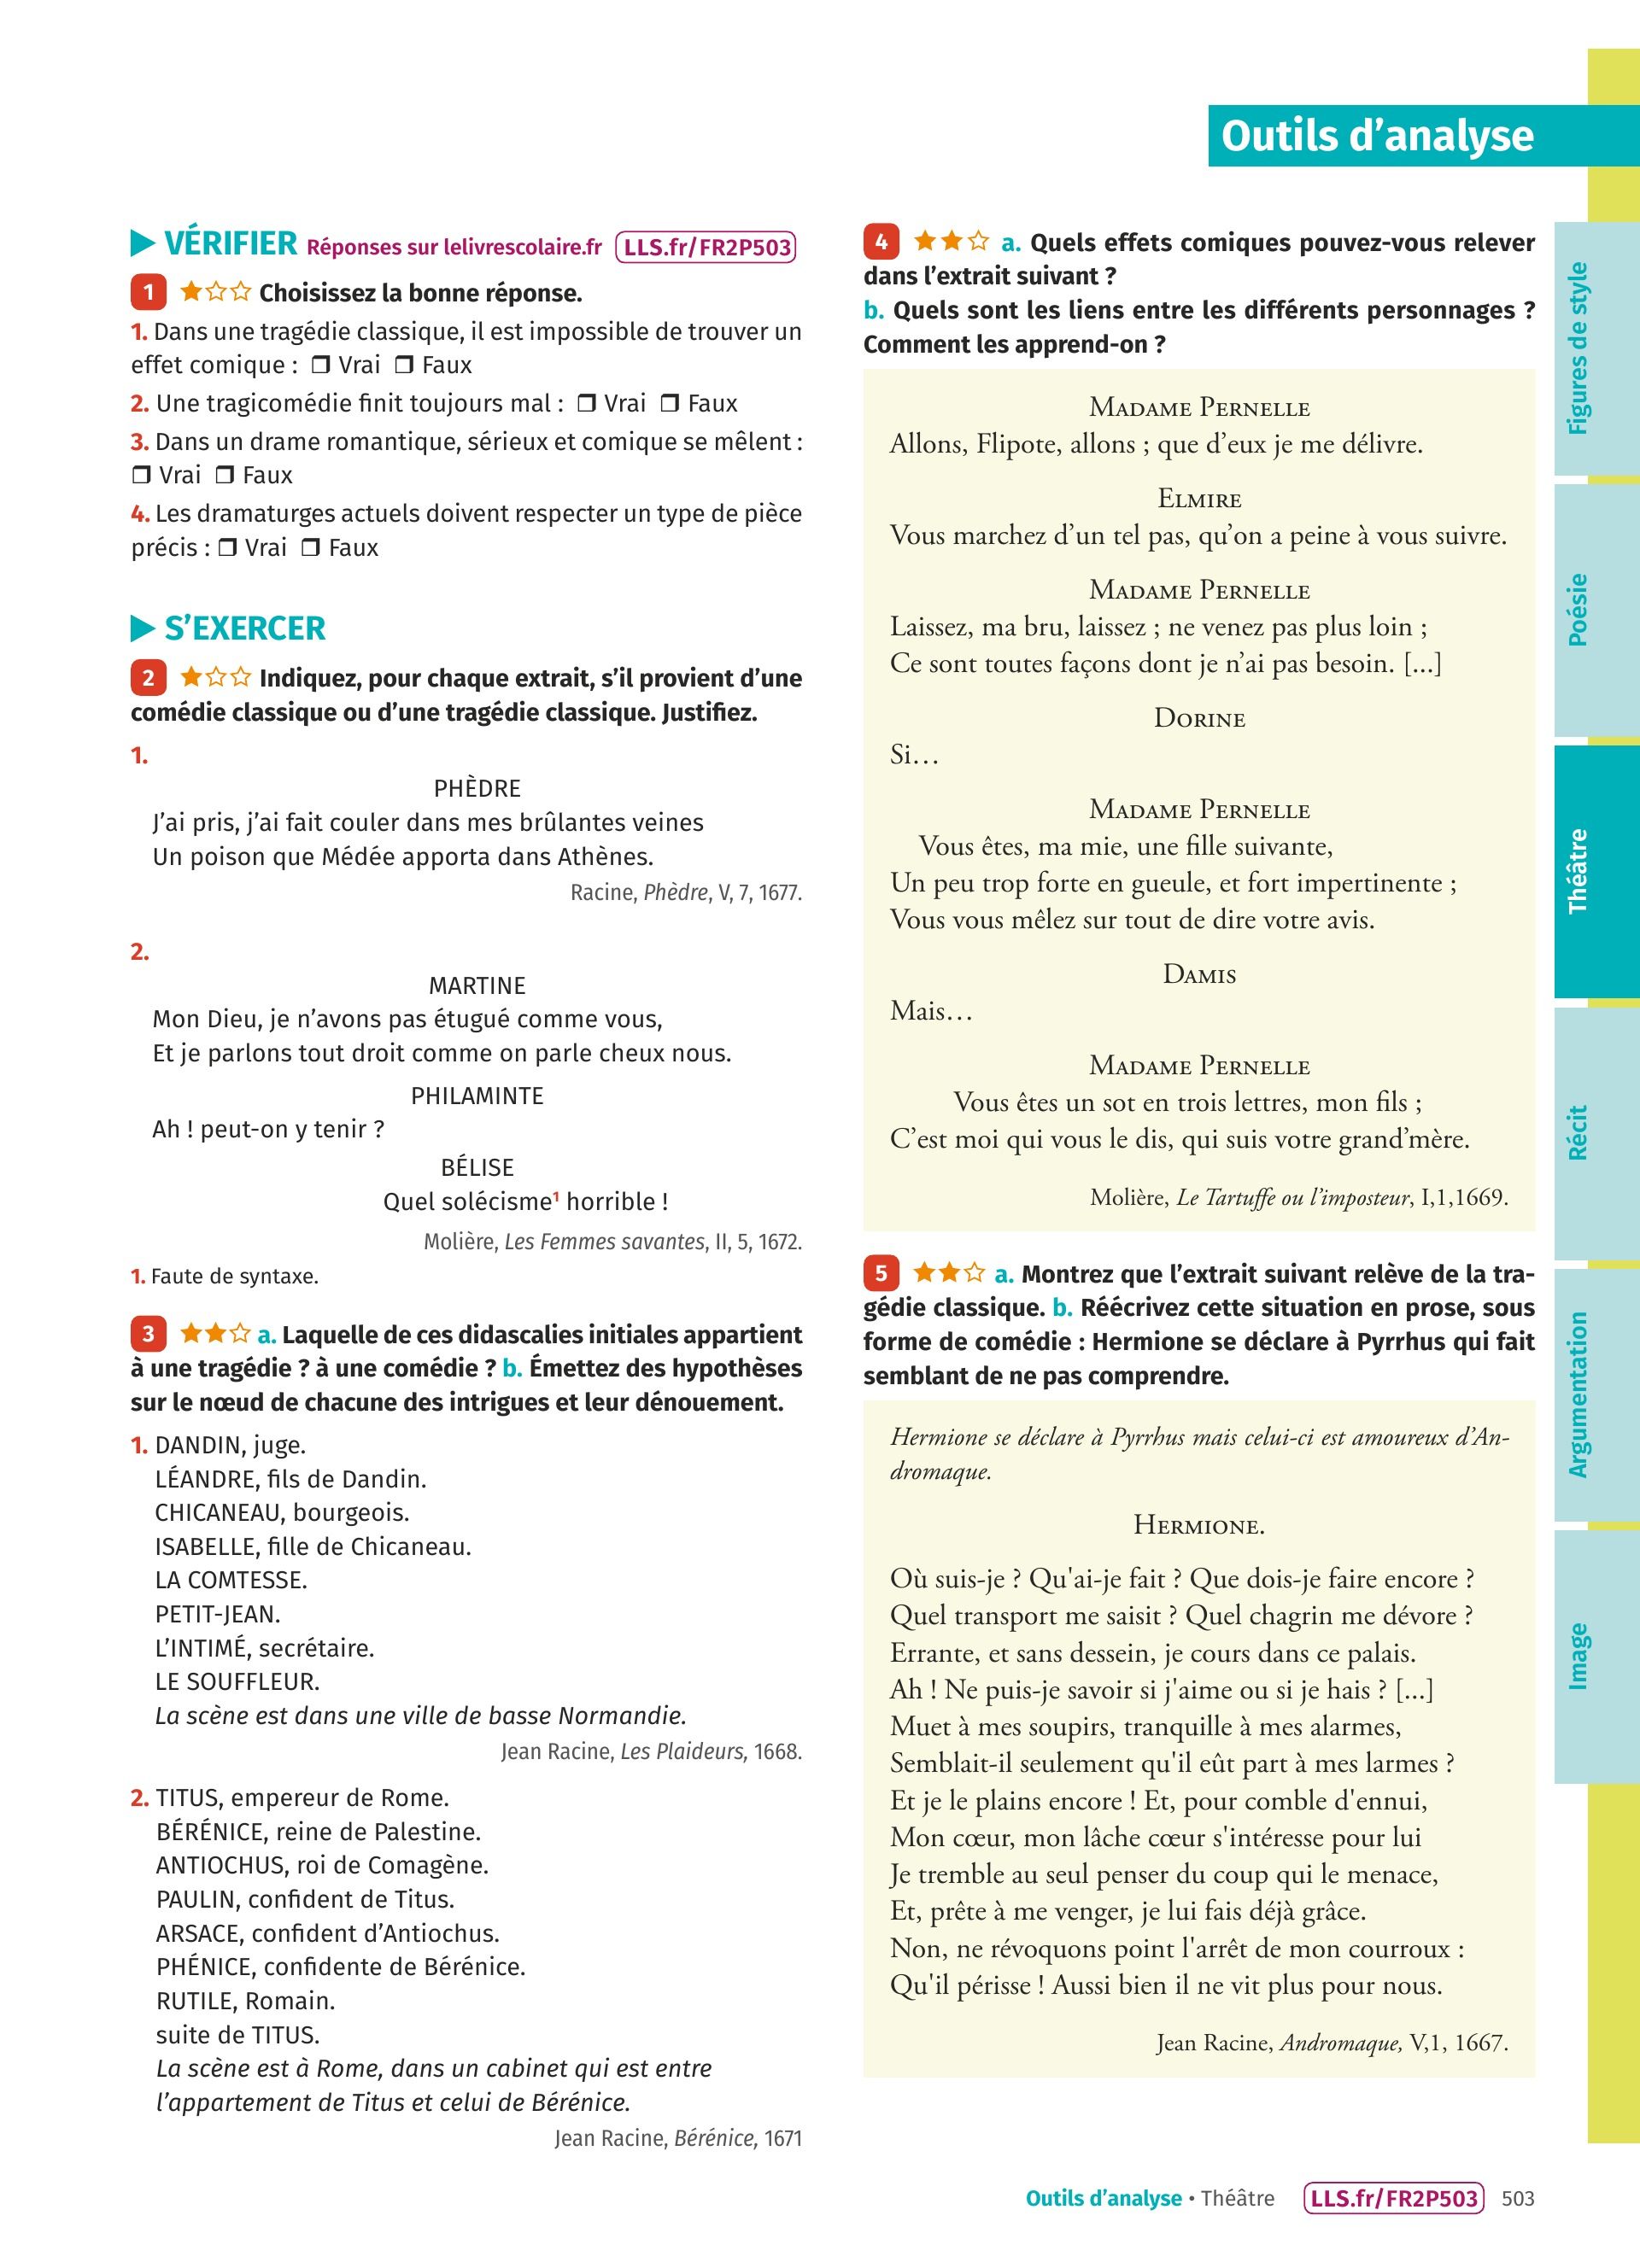 Outils d’analyse
▶ VÉRIFIER Réponses sur lelivrescolaire.fr LLS.fr/FR2P503
1 ★☆☆ Choisissez la bonne réponse.
1. Dans une tragédie classique, il est impossible de trouver un
effet comique : ❒ Vrai ❒ Faux
2. Une tragicomédie finit toujours mal : ❒ Vrai ❒ Faux
3. Dans un drame romantique, sérieux et comique se mêlent :
❒ Vrai ❒ Faux
4. Les dramaturges actuels doivent respecter un type de pièce
précis : ❒ Vrai ❒ Faux
▶ S’EXERCER
2 ★☆☆ Indiquez, pour chaque extrait, s’il provient d’une
comédie classique ou d’une tragédie classique. Justifiez.
1.
PHÈDRE
J’ai pris, j’ai fait couler dans mes brûlantes veines
Un poison que Médée apporta dans Athènes.
Racine, Phèdre, V, 7, 1677.
2.
MARTINE
Mon Dieu, je n’avons pas étugué comme vous,
Et je parlons tout droit comme on parle cheux nous.
PHILAMINTE
Ah ! peut-on y tenir ?
BÉLISE
Quel solécisme¹ horrible !
Molière, Les Femmes savantes, II, 5, 1672.
1. Faute de syntaxe.
3 ★★☆ a. Laquelle de ces didascalies initiales appartient
à une tragédie ? à une comédie ? b. Émettez des hypothèses
sur le nœud de chacune des intrigues et leur dénouement.
1. DANDIN, juge.
LÉANDRE, fils de Dandin.
CHICANEAU, bourgeois.
ISABELLE, fille de Chicaneau.
LA COMTESSE.
PETIT-JEAN.
L’INTIMÉ, secrétaire.
LE SOUFFLEUR.
La scène est dans une ville de basse Normandie.
Jean Racine, Les Plaideurs, 1668.
2. TITUS, empereur de Rome.
BÉRÉNICE, reine de Palestine.
ANTIOCHUS, roi de Comagène.
PAULIN, confident de Titus.
ARSACE, confident d’Antiochus.
PHÉNICE, confidente de Bérénice.
RUTILE, Romain.
suite de TITUS.
La scène est à Rome, dans un cabinet qui est entre
l’appartement de Titus et celui de Bérénice.
Jean Racine, Bérénice, 1671
4 ★★☆ a. Quels effets comiques pouvez-vous relever
dans l’extrait suivant ?
b. Quels sont les liens entre les différents personnages ?
Comment les apprend-on ?
MADAME PERNELLE
Allons, Flipote, allons ; que d’eux je me délivre.
ELMIRE
Vous marchez d’un tel pas, qu’on a peine à vous suivre.
MADAME PERNELLE
Laissez, ma bru, laissez ; ne venez pas plus loin ;
Ce sont toutes façons dont je n’ai pas besoin. [...]
DORINE
Si…
MADAME PERNELLE
Vous êtes, ma mie, une fille suivante,
Un peu trop forte en gueule, et fort impertinente ;
Vous vous mêlez sur tout de dire votre avis.
DAMIS
Mais…
MADAME PERNELLE
Vous êtes un sot en trois lettres, mon fils ;
C’est moi qui vous le dis, qui suis votre grand’mère.
Molière, Le Tartuffe ou l’imposteur, I,1,1669.
5 ★★☆ a. Montrez que l’extrait suivant relève de la tra-
gédie classique. b. Réécrivez cette situation en prose, sous
forme de comédie : Hermione se déclare à Pyrrhus qui fait
semblant de ne pas comprendre.
Hermione se déclare à Pyrrhus mais celui-ci est amoureux d’An-
dromaque.
HERMIONE.
Où suis-je ? Qu'ai-je fait ? Que dois-je faire encore ?
Quel transport me saisit ? Quel chagrin me dévore ?
Errante, et sans dessein, je cours dans ce palais.
Ah ! Ne puis-je savoir si j'aime ou si je hais ? [...]
Muet à mes soupirs, tranquille à mes alarmes,
Semblait-il seulement qu'il eût part à mes larmes ?
Et je le plains encore ! Et, pour comble d'ennui,
Mon cœur, mon lâche cœur s'intéresse pour lui
Je tremble au seul penser du coup qui le menace,
Et, prête à me venger, je lui fais déjà grâce.
Non, ne révoquons point l'arrêt de mon courroux :
Qu'il périsse ! Aussi bien il ne vit plus pour nous.
Jean Racine, Andromaque, V,1, 1667.
Figures de style
Poésie
Théâtre
Récit
Argumentation
Image
Outils d’analyse • Théâtre LLS.fr/FR2P503 503